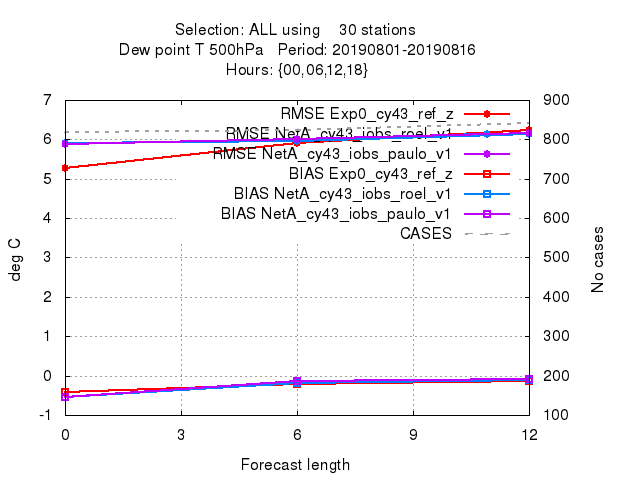 Selection: ALL using 30 stations
Dew point T 500hPa Period: 20190801-20190816
Hours: {00,06,12,18}
RMSE Exp0_cy43_ref_z
RMSE NetA_cy43_iobs_roel_v1
RMSE NetA_cy43_iobs_paulo_v1
BIAS Exp0_cy43_ref_z
BIAS NetA_cy43_iobs_roel_v1
BIAS NetA_cy43_iobs_paulo_v1
CASES
7
6
5
4
3
2
1
0
-1
deg C
900
800
700
600
500
400
300
200
100
No cases
0 3 6 9 12
Forecast length